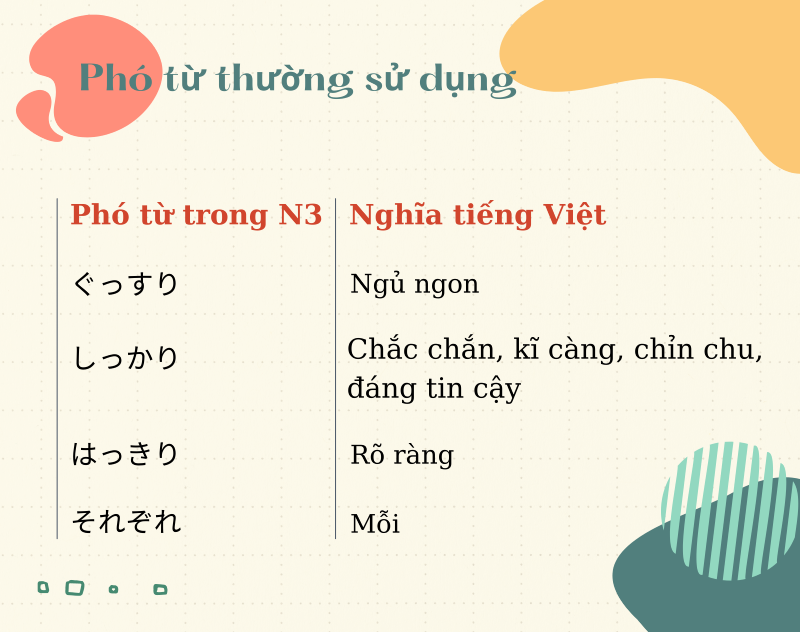 Phó từ thường sử dụng
Phó từ trong N3
Nghĩa tiếng Việt
ぐっすり
Ngủ ngon
しっかり
Chắc chắn, kĩ càng, chỉn chu,
đáng tin cậy
はっきり
Rõ ràng
それぞれ
Mỗi